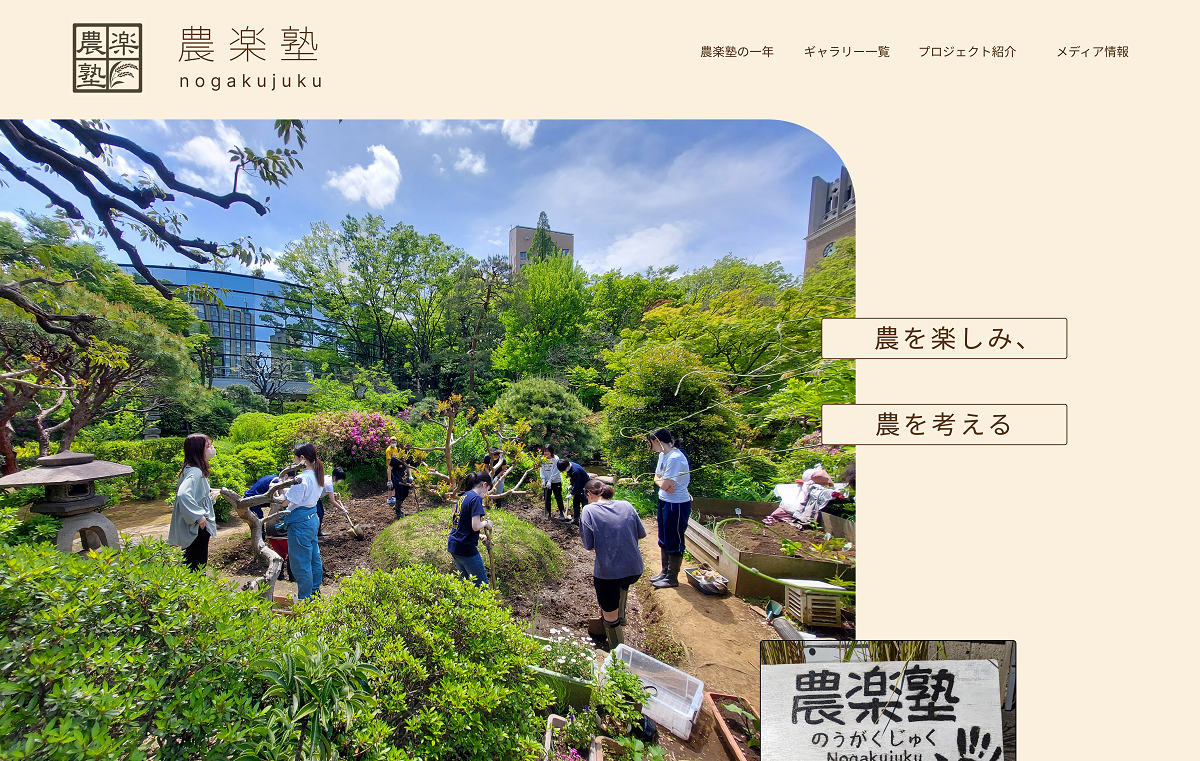 農楽
塾
農楽塾
nogakujuku
農楽塾の一年 ギャラリー一覧 プロジェクト紹介 メディア情報
農を楽しみ、
農を考える
農楽塾
のうがくじゅく
Nogakujuku